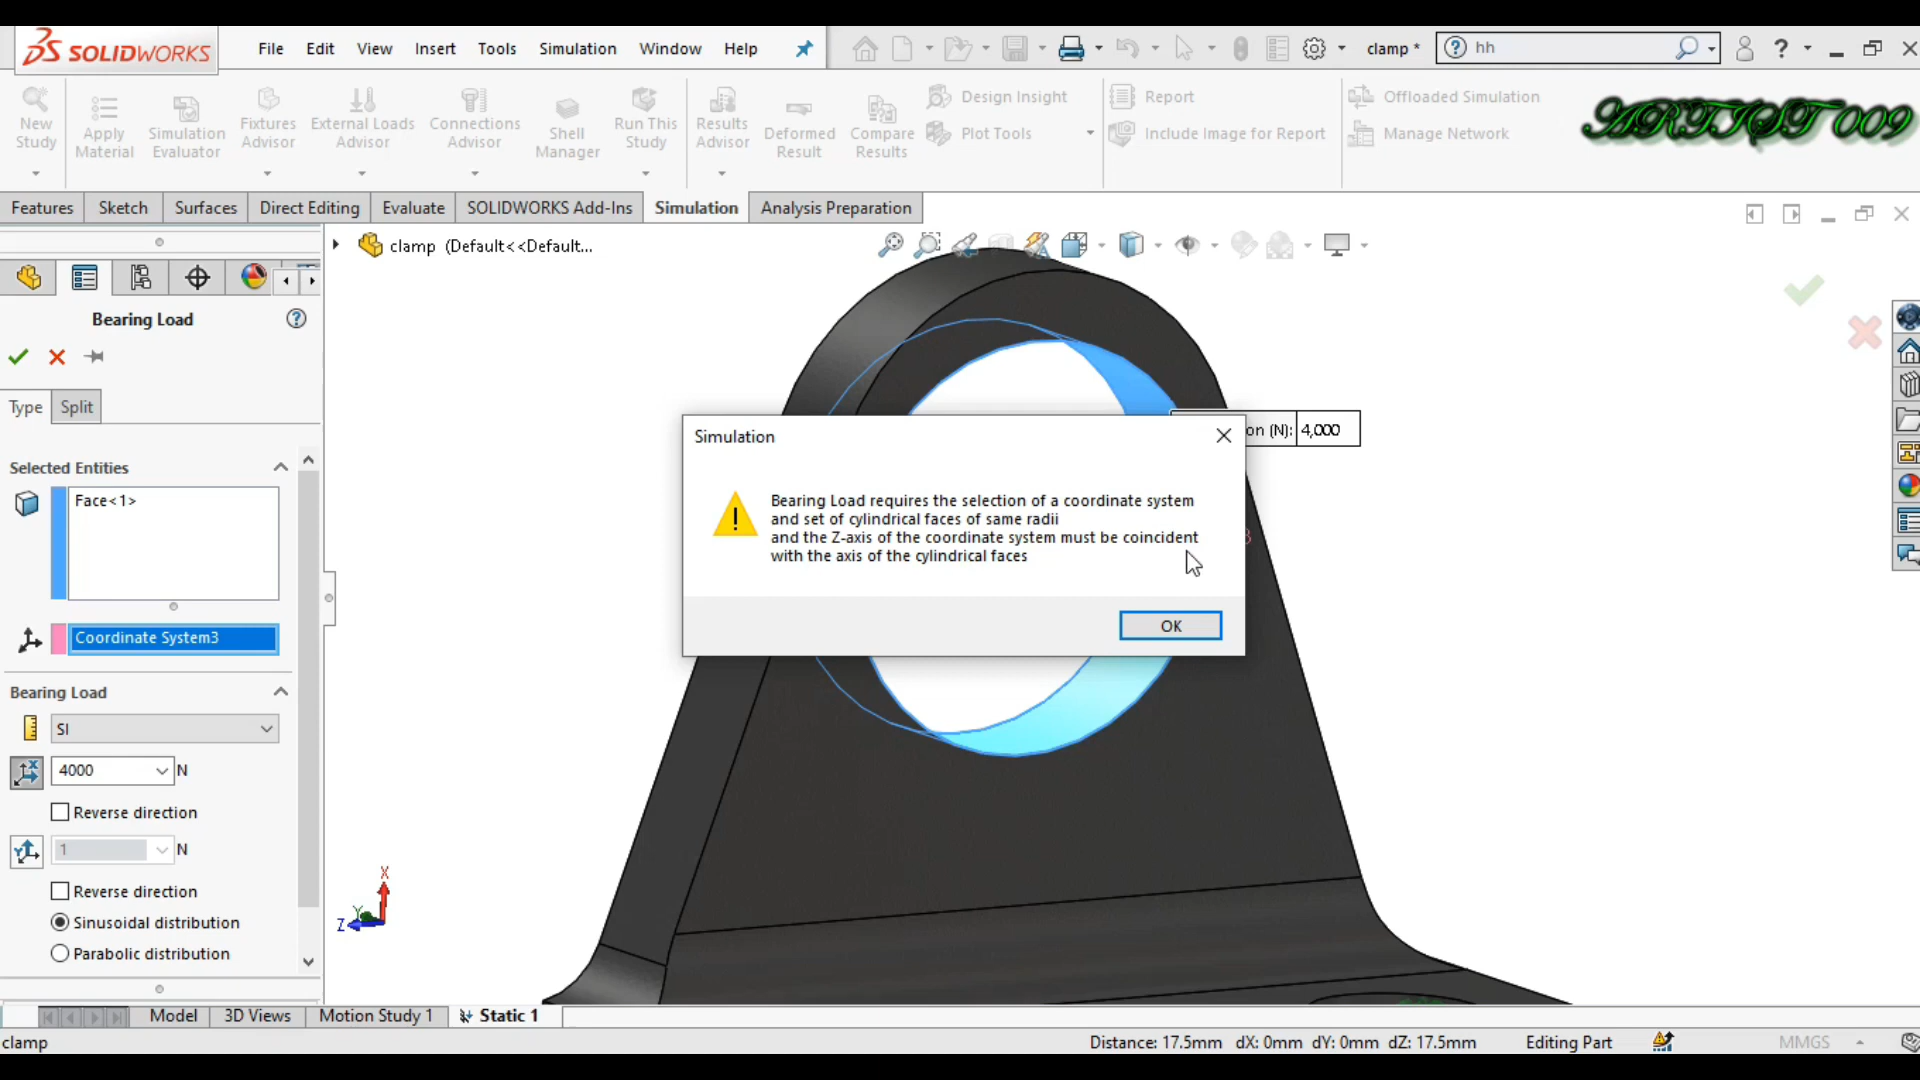 SOLIDWORKS
File Edit View Insert Tools Simulation Window Help
clamp *
hh
New Study
Apply Material
Simulation Evaluator
Fixtures Advisor
External Loads Advisor
Connections Advisor
Shell Manager
Run This Study
Results Advisor
Deformed Result
Compare Results
Design Insight
Plot Tools
Report
Include Image for Report
Offloaded Simulation
Manage Network
ARTIST 009
Features Sketch Surfaces Direct Editing Evaluate SOLIDWORKS Add-Ins Simulation Analysis Preparation
clamp (Default<<Default...
Bearing Load
Type Split
Selected Entities
Face<1>
Coordinate System3
Bearing Load
SI
4000 N
Reverse direction
1 N
Reverse direction
Sinusoidal distribution
Parabolic distribution
on (N): 4,000
Simulation
Bearing Load requires the selection of a coordinate system
and set of cylindrical faces of same radii
and the Z-axis of the coordinate system must be coincident
with the axis of the cylindrical faces
OK
3
X
Y
Z
Model 3D Views Motion Study 1 Static 1
clamp
Distance: 17.5mm dX: 0mm dY: 0mm dZ: 17.5mm Editing Part MMGS